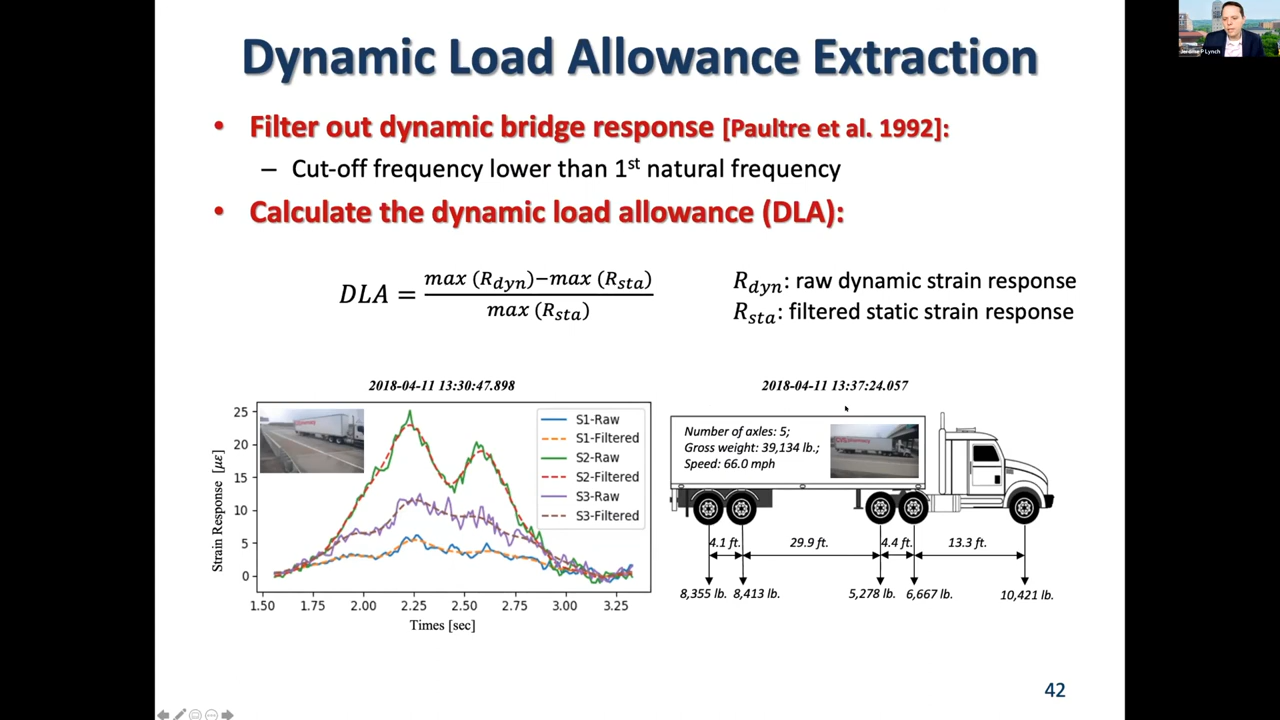 Dynamic Load Allowance Extraction
Jerome P Lynch
• Filter out dynamic bridge response [Paultre et al. 1992]:
– Cut-off frequency lower than 1st natural frequency
• Calculate the dynamic load allowance (DLA):
DLA = max (Rdyn)−max (Rsta) / max (Rsta)
Rdyn: raw dynamic strain response
Rsta: filtered static strain response
2018-04-11 13:30:47.898
25
20
15
10
5
0
Strain Response [με]
S1-Raw
S1-Filtered
S2-Raw
S2-Filtered
S3-Raw
S3-Filtered
1.50 1.75 2.00 2.25 2.50 2.75 3.00 3.25
Times [sec]
2018-04-11 13:37:24.057
Number of axles: 5;
Gross weight: 39,134 lb.;
Speed: 66.0 mph
4.1 ft. 29.9 ft. 4.4 ft. 13.3 ft.
8,355 lb. 8,413 lb. 5,278 lb. 6,667 lb. 10,421 lb.
42